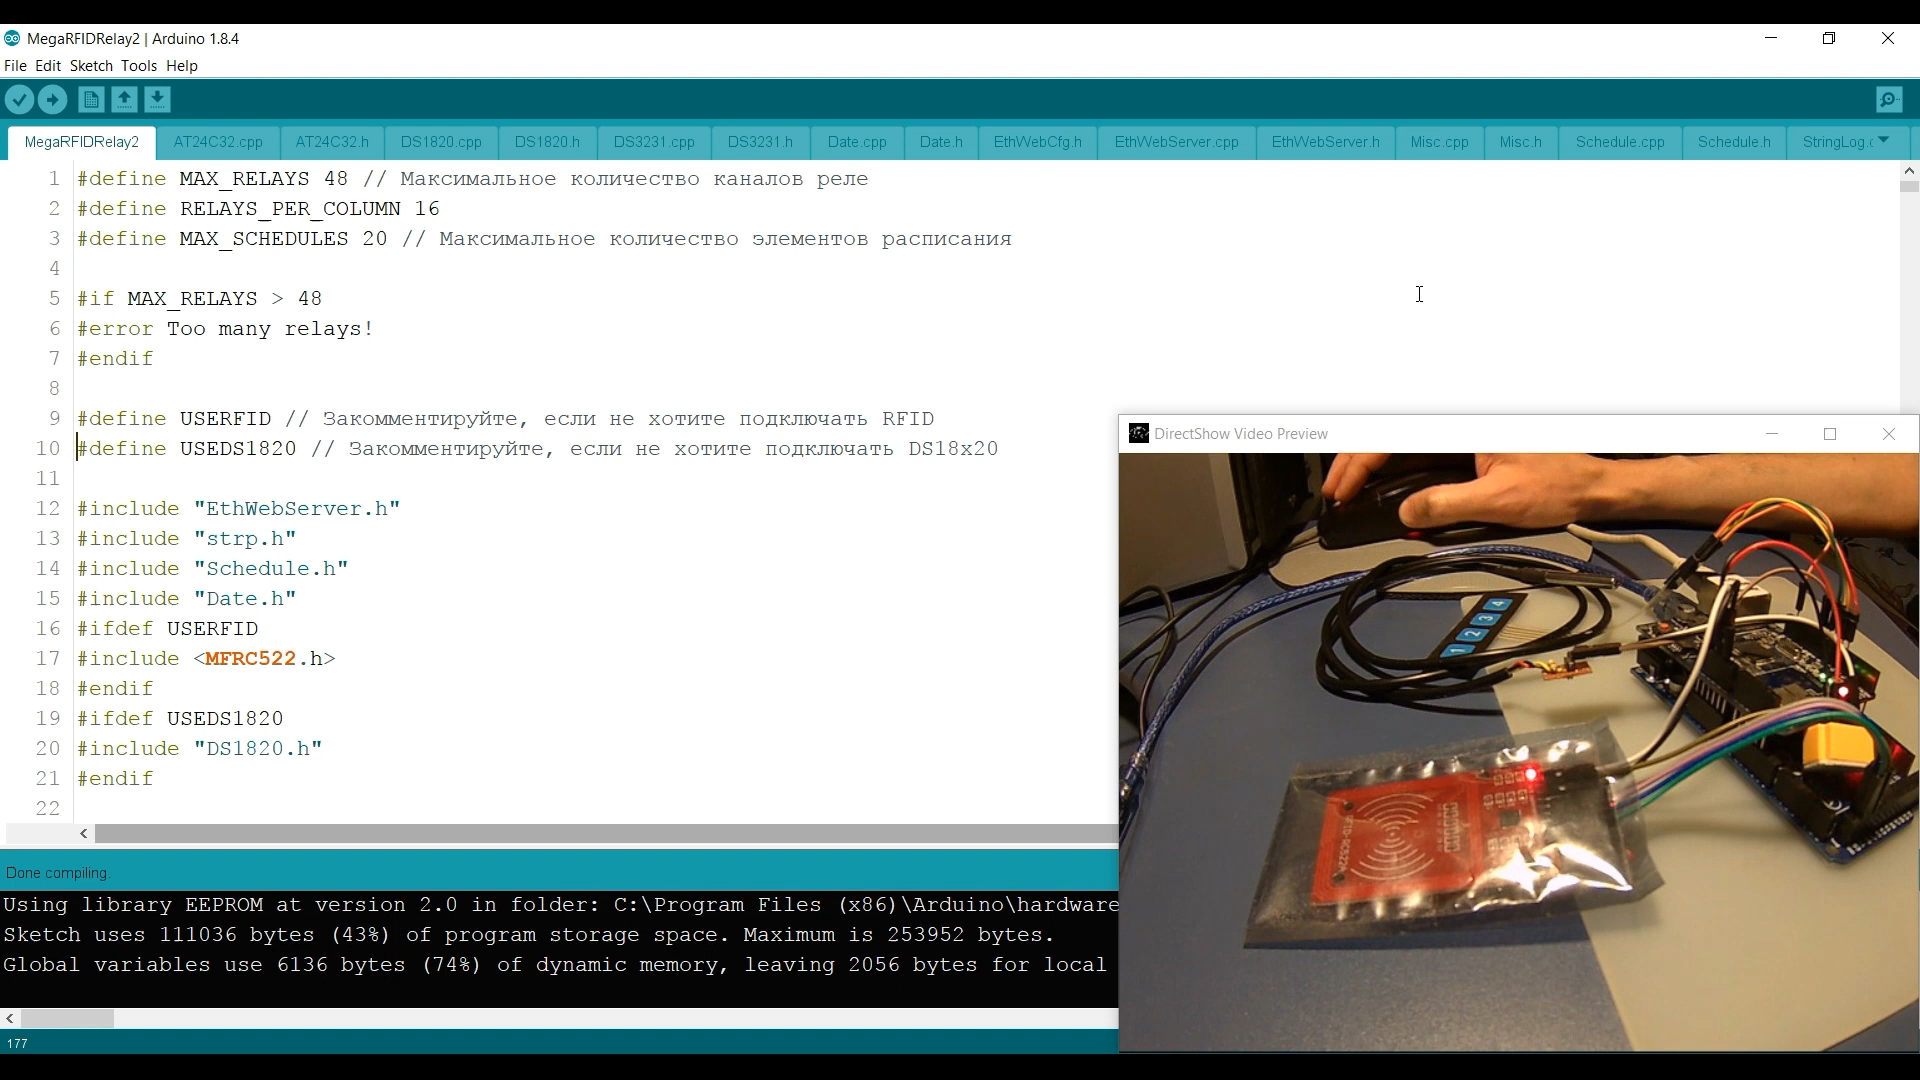 MegaRFIDRelay2 | Arduino 1.8.4
File Edit Sketch Tools Help
MegaRFIDRelay2 AT24C32.cpp AT24C32.h DS1820.cpp DS1820.h DS3231.cpp DS3231.h Date.cpp Date.h EthWebCfg.h EthWebServer.cpp EthWebServer.h Misc.cpp Misc.h Schedule.cpp Schedule.h StringLog.c
1 #define MAX_RELAYS 48 // Максимальное количество каналов реле
2 #define RELAYS_PER_COLUMN 16
3 #define MAX_SCHEDULES 20 // Максимальное количество элементов расписания
4
5 #if MAX_RELAYS > 48
6 #error Too many relays!
7 #endif
8
9 #define USERFID // Закомментируйте, если не хотите подключать RFID
10 #define USEDS1820 // Закомментируйте, если не хотите подключать DS18x20
11
12 #include "EthWebServer.h"
13 #include "strp.h"
14 #include "Schedule.h"
15 #include "Date.h"
16 #ifdef USERFID
17 #include <MFRC522.h>
18 #endif
19 #ifdef USEDS1820
20 #include "DS1820.h"
21 #endif
22
DirectShow Video Preview
1 2 3 4
Done compiling.
Using library EEPROM at version 2.0 in folder: C:\Program Files (x86)\Arduino\hardware
Sketch uses 111036 bytes (43%) of program storage space. Maximum is 253952 bytes.
Global variables use 6136 bytes (74%) of dynamic memory, leaving 2056 bytes for local
177